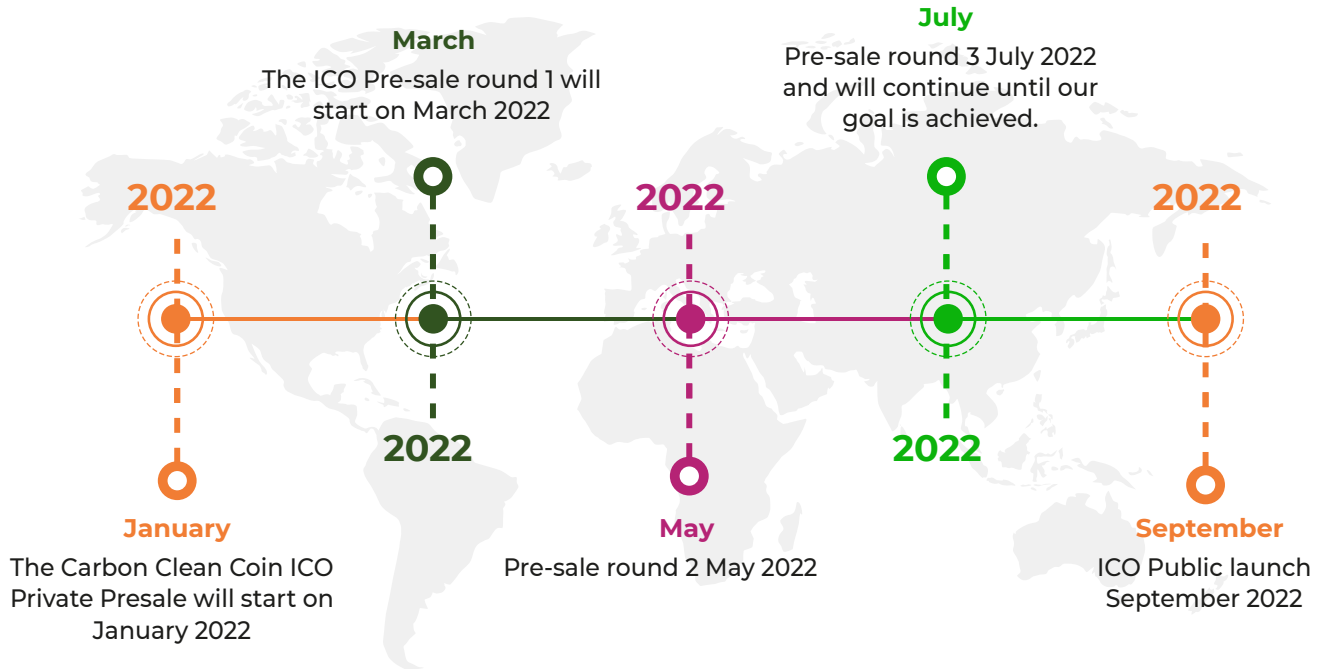 March
The ICO Pre-sale round 1 will
start on March 2022
July
Pre-sale round 3 July 2022
and will continue until our
goal is achieved.
2022
2022
2022
2022
2022
January
The Carbon Clean Coin ICO
Private Presale will start on
January 2022
May
Pre-sale round 2 May 2022
September
ICO Public launch
September 2022